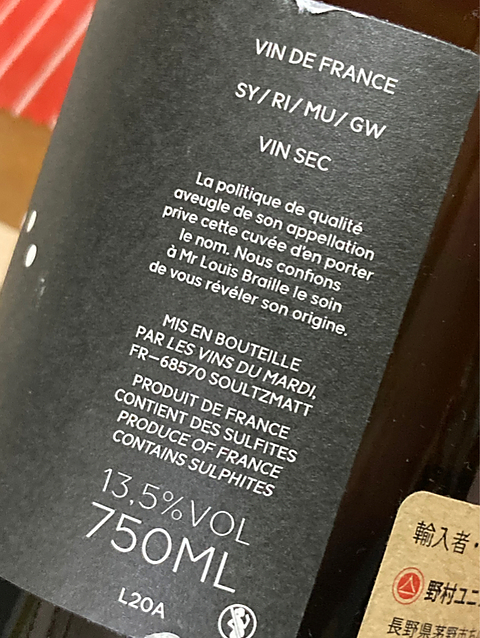 VIN DE FRANCE
SY/RI/MU/GW
VIN SEC
La politique de qualité
aveugle de son appellation
prive cette cuvée d'en porter
le nom. Nous confions
à Mr Louis Braille le soin
de vous révéler son origine.
MIS EN BOUTEILLE
PAR LES VINS DU MARDI,
FR-68570 SOULTZMATT
PRODUIT DE FRANCE
CONTIENT DES SULFITES
PRODUCE OF FRANCE
CONTAINS SULPHITES
13,5%VOL
750ML
L20A
輸入者・
野村ユニ
長野県茅野市